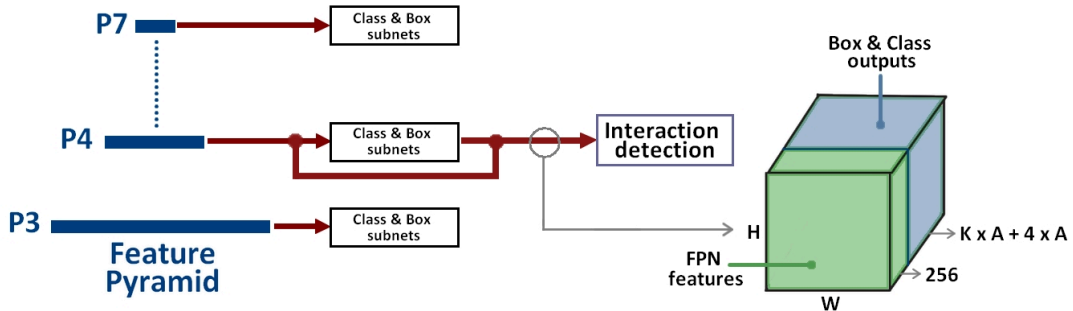 P7
Class & Box
subnets
Box & Class
outputs
P4
Class & Box
subnets
Interaction
detection
P3
Class & Box
subnets
Feature
Pyramid
H
K x A + 4 x A
FPN
features
256
W